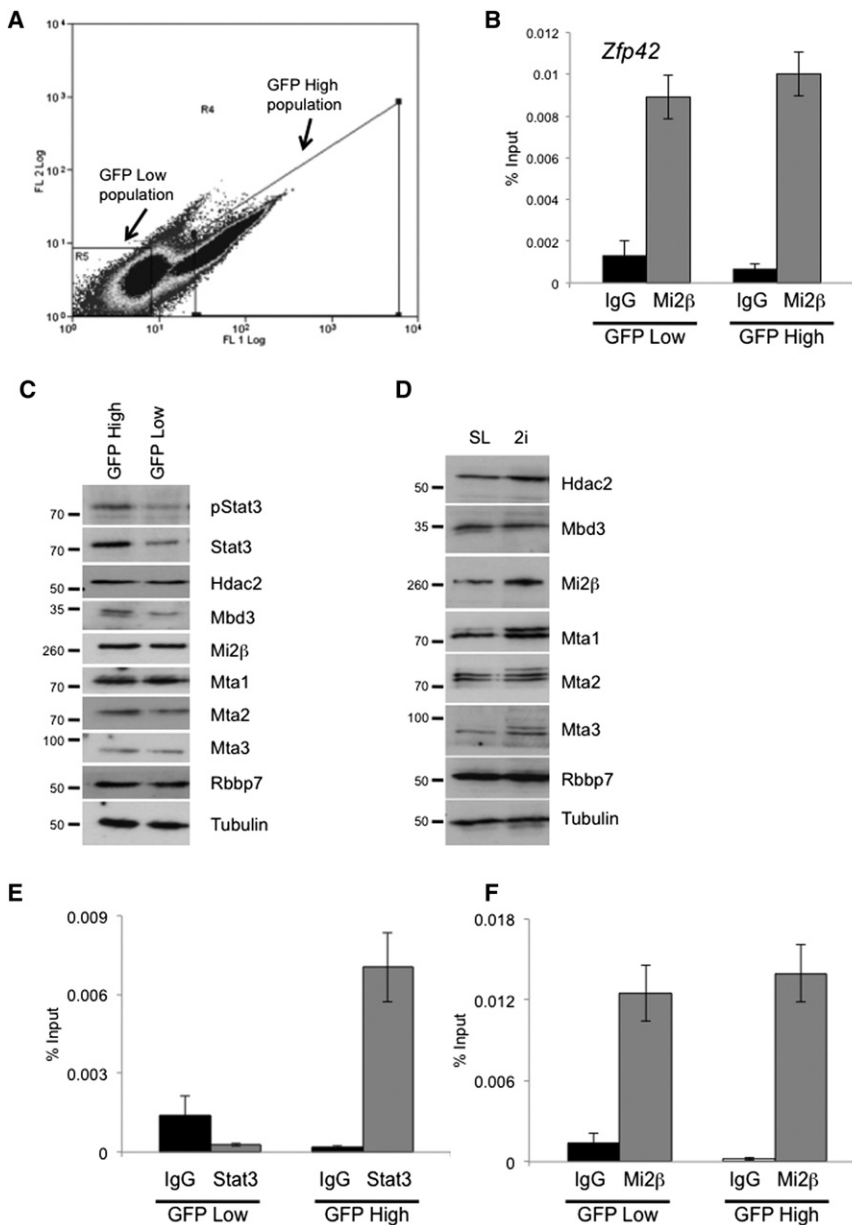 A
10⁴
10³
10²
10¹
10⁰
FL 2 Log
GFP High
population
R4
GFP Low
population
R5
10⁰ 10¹ 10² 10³ 10⁴
FL 1 Log
B
Zfp42
0.012
0.01
0.008
0.006
0.004
0.002
0
% Input
IgG Mi2β IgG Mi2β
GFP Low GFP High
C
GFP High
GFP Low
70 pStat3
70 Stat3
50 Hdac2
35 Mbd3
260 Mi2β
70 Mta1
70 Mta2
100 Mta3
50 Rbbp7
50 Tubulin
D
SL 2i
50 Hdac2
35 Mbd3
260 Mi2β
70 Mta1
70 Mta2
100 Mta3
50 Rbbp7
50 Tubulin
E
0.009
0.006
0.003
0
% Input
IgG Stat3 IgG Stat3
GFP Low GFP High
F
0.018
0.012
0.006
0
% Input
IgG Mi2β IgG Mi2β
GFP Low GFP High